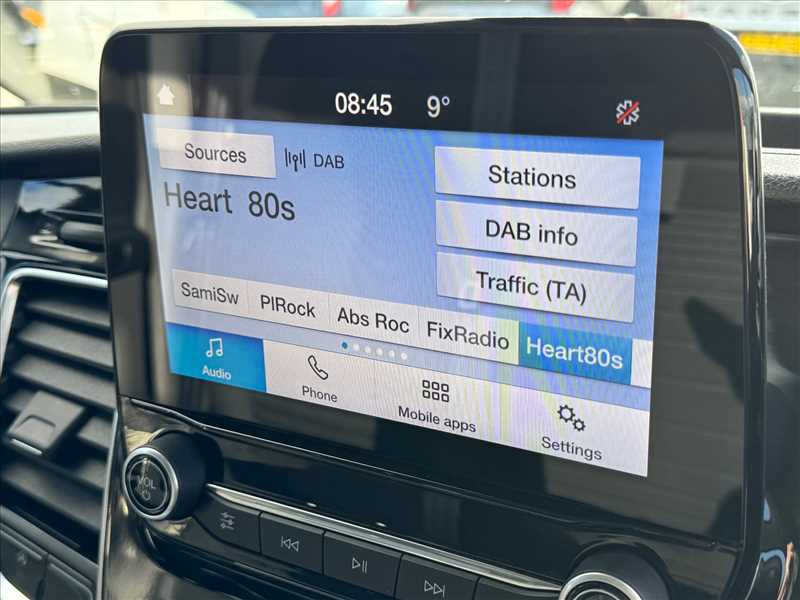 08:45 9°
Sources DAB
Heart 80s
Stations
DAB info
Traffic (TA)
SamiSw PlRock Abs Roc FixRadio Heart80s
Audio Phone Mobile apps Settings
VOL